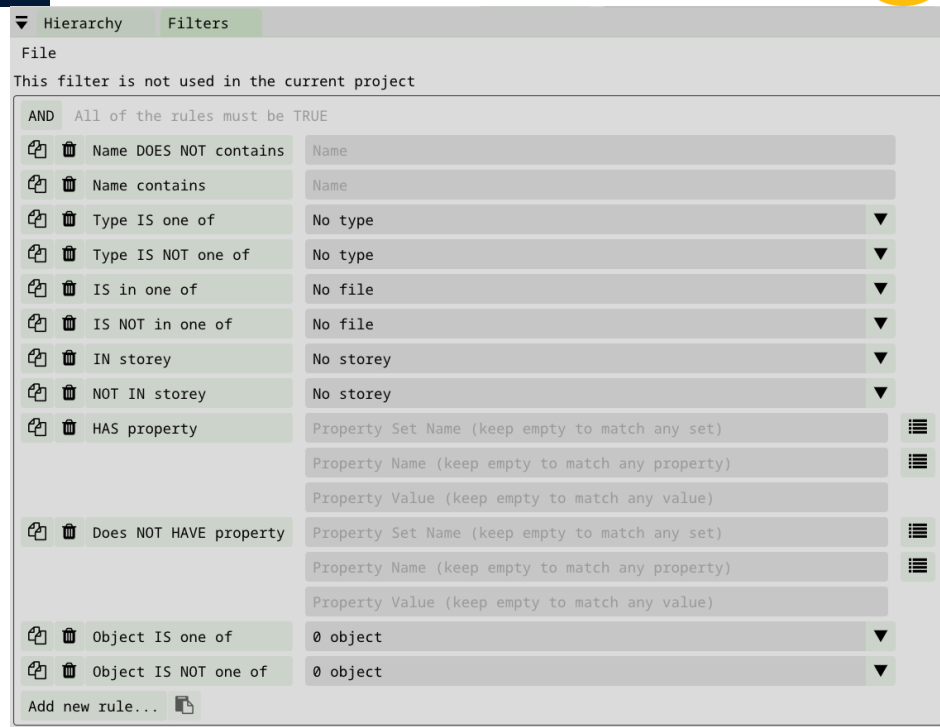 Hierarchy Filters
File
This filter is not used in the current project
AND All of the rules must be TRUE
Name DOES NOT contains Name
Name contains Name
Type IS one of No type
Type IS NOT one of No type
IS in one of No file
IS NOT in one of No file
IN storey No storey
NOT IN storey No storey
HAS property Property Set Name (keep empty to match any set)
Property Name (keep empty to match any property)
Property Value (keep empty to match any value)
Does NOT HAVE property Property Set Name (keep empty to match any set)
Property Name (keep empty to match any property)
Property Value (keep empty to match any value)
Object IS one of 0 object
Object IS NOT one of 0 object
Add new rule...